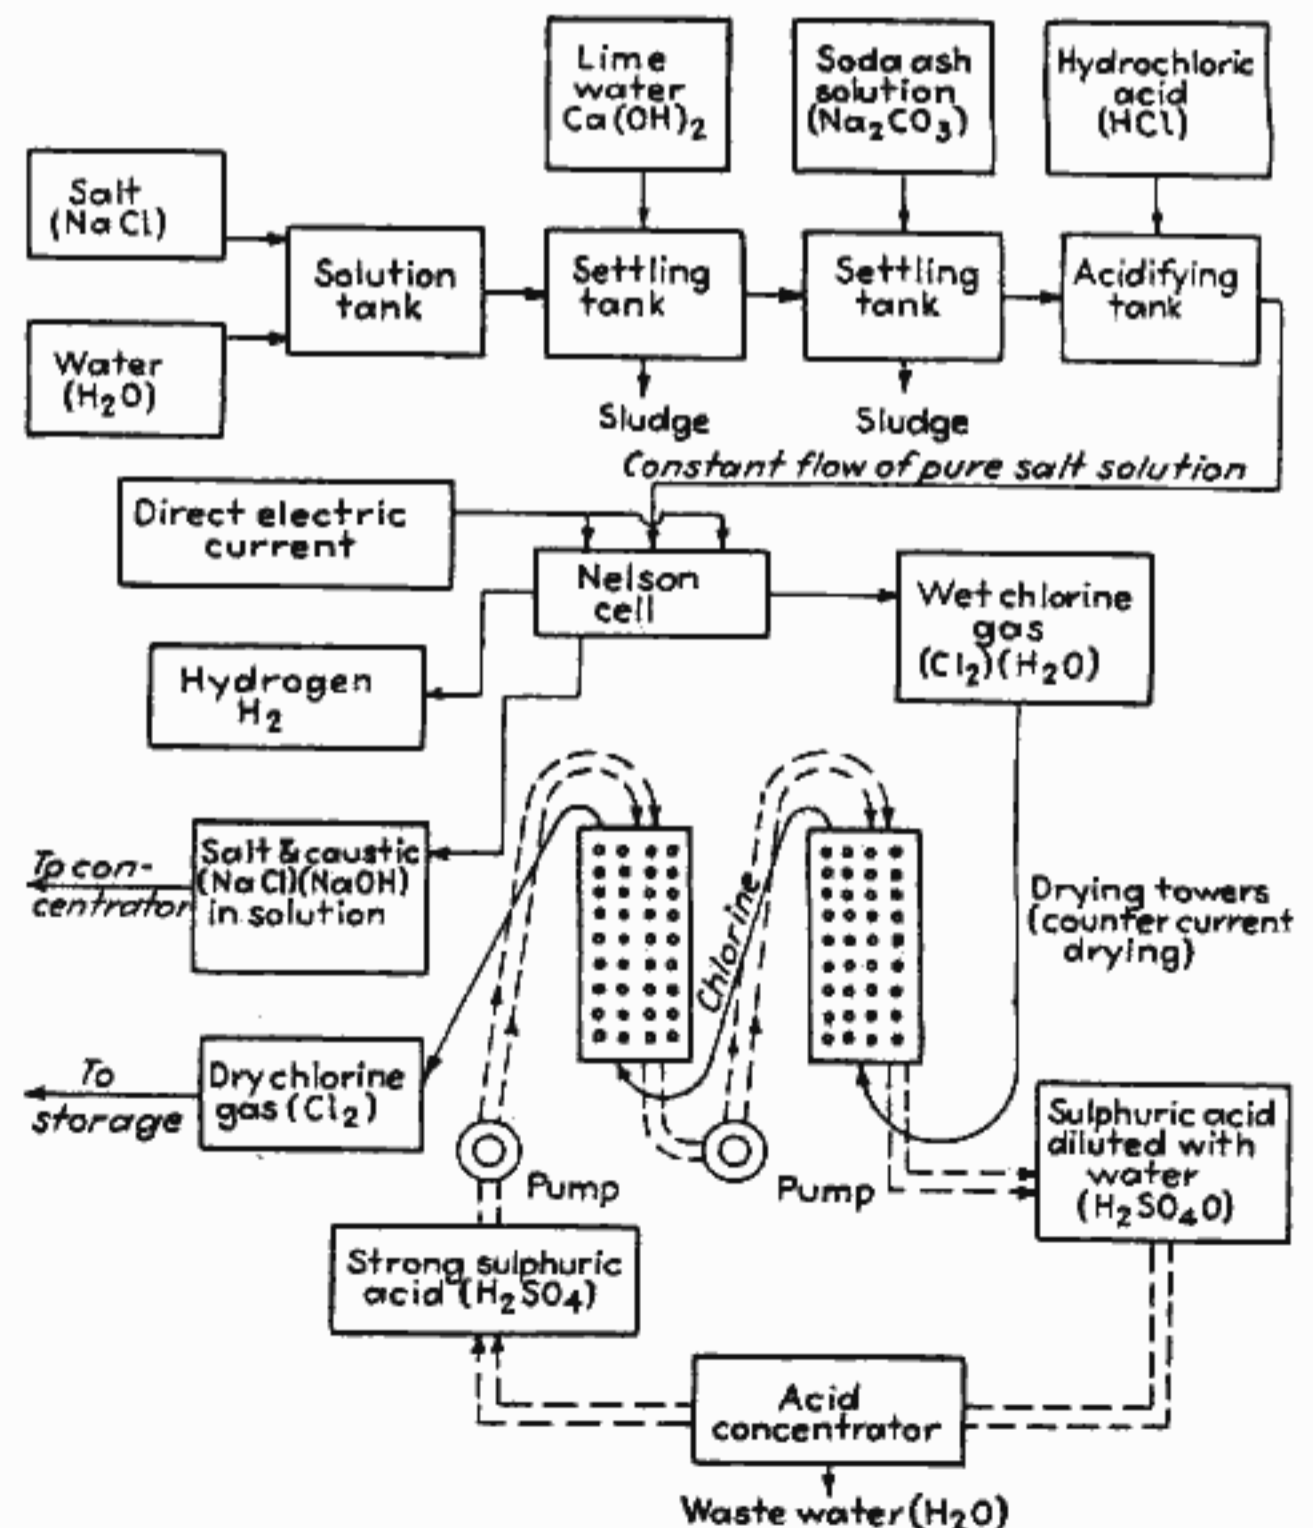 Lime
water
Ca(OH)₂
Soda ash
solution
(Na₂CO₃)
Hydrochloric
acid
(HCl)
Salt
(NaCl)
Water
(H₂O)
Solution
tank
Settling
tank
Settling
tank
Acidifying
tank
Sludge
Sludge
Constant flow of pure salt solution
Direct electric
current
Nelson
cell
Wet chlorine
gas
(Cl₂)(H₂O)
Hydrogen
H₂
To con-
centrator
Salt & caustic
(NaCl)(NaOH)
in solution
Chlorine
Drying towers
(counter current
drying)
To
storage
Dry chlorine
gas (Cl₂)
Pump
Pump
Sulphuric acid
diluted with
water
(H₂SO₄O)
Strong sulphuric
acid (H₂SO₄)
Acid
concentrator
Waste water (H₂O)